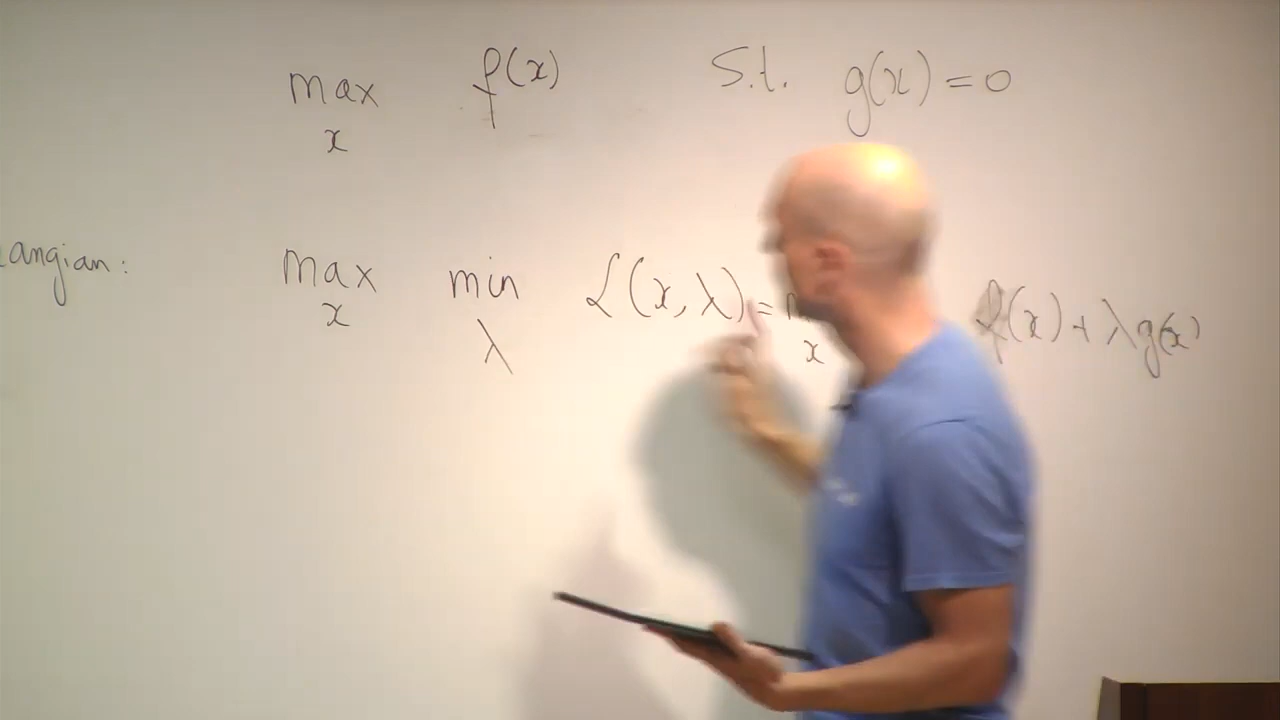 max f(x) s.t. g(x) = 0
x
angian: max min L(x, λ) = f(x) + λg(x)
x λ x